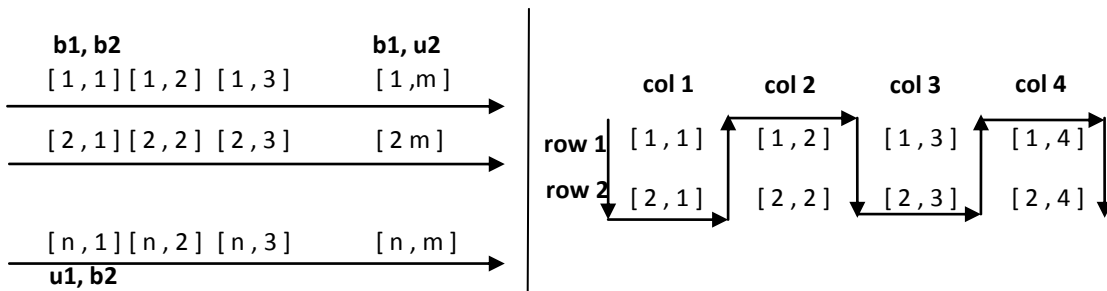 b1, b2 b1, u2
[ 1 , 1 ] [ 1 , 2 ] [ 1 , 3 ] [ 1 ,m ]
[ 2 , 1 ] [ 2 , 2 ] [ 2 , 3 ] [ 2 m ]
[ n , 1 ] [ n , 2 ] [ n , 3 ] [ n , m ]
u1, b2
col 1 col 2 col 3 col 4
row 1 [ 1 , 1 ] [ 1 , 2 ] [ 1 , 3 ] [ 1 , 4 ]
row 2 [ 2 , 1 ] [ 2 , 2 ] [ 2 , 3 ] [ 2 , 4 ]